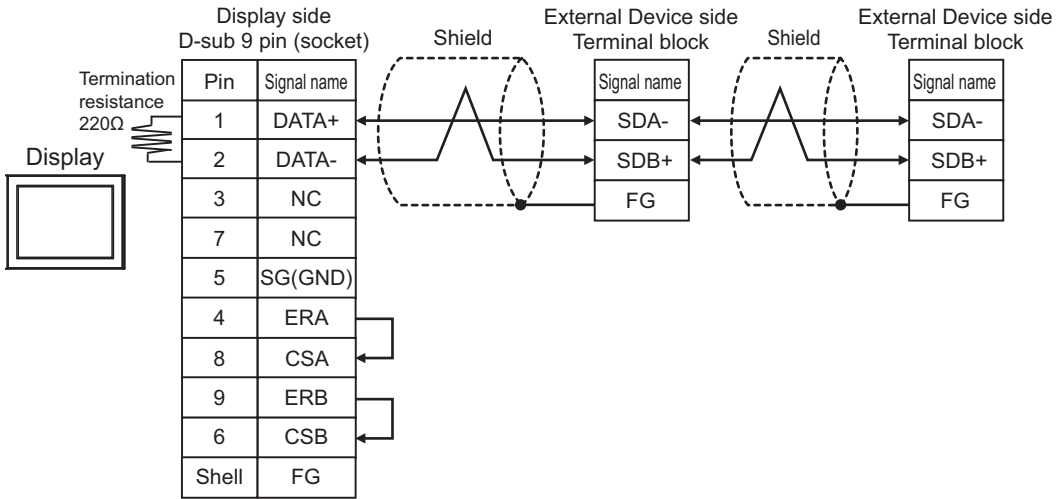 Display side
D-sub 9 pin (socket)
Shield
External Device side
Terminal block
Shield
External Device side
Terminal block
Termination
resistance
220Ω
Display
Pin Signal name
1 DATA+
2 DATA-
3 NC
7 NC
5 SG(GND)
4 ERA
8 CSA
9 ERB
6 CSB
Shell FG
Signal name
SDA-
SDB+
FG
Signal name
SDA-
SDB+
FG